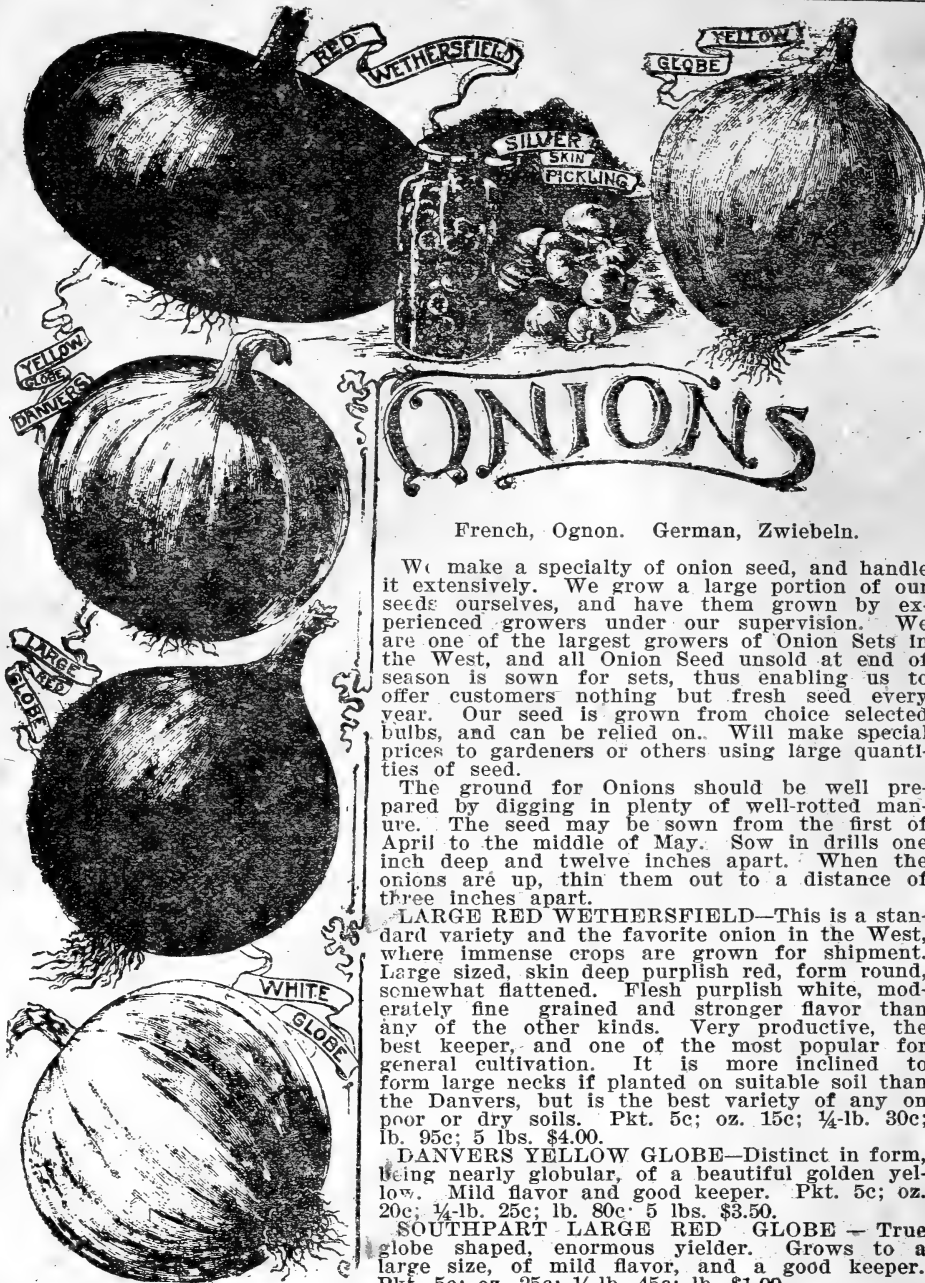 RED
WETHERSFIELD
YELLOW
GLOBE
SILVER
SKIN
PICKLING
YELLOW
GLOBE
DANVERS
ONIONS
LARGE
RED
GLOBE
WHITE
GLOBE
French, Ognon. German, Zwiebeln.
We make a specialty of onion seed, and handle
it extensively. We grow a large portion of our
seeds ourselves, and have them grown by ex-
perienced growers under our supervision. We
are one of the largest growers of Onion Sets in
the West, and all Onion Seed unsold at end of
season is sown for sets, thus enabling us to
offer customers nothing but fresh seed every
year. Our seed is grown from choice selected
bulbs, and can be relied on. Will make special
prices to gardeners or others using large quanti-
ties of seed.
The ground for Onions should be well pre-
pared by digging in plenty of well-rotted man-
ure. The seed may be sown from the first of
April to the middle of May. Sow in drills one
inch deep and twelve inches apart. When the
onions are up, thin them out to a distance of
three inches apart.
LARGE RED WETHERSFIELD—This is a stan-
dard variety and the favorite onion in the West,
where immense crops are grown for shipment.
Large sized, skin deep purplish red, form round,
somewhat flattened. Flesh purplish white, mod-
erately fine grained and stronger flavor than
any of the other kinds. Very productive, the
best keeper, and one of the most popular for
general cultivation. It is more inclined to
form large necks if planted on suitable soil than
the Danvers, but is the best variety of any on
poor or dry soils. Pkt. 5c; oz. 15c; ¼-lb. 30c;
lb. 95c; 5 lbs. $4.00.
DANVERS YELLOW GLOBE—Distinct in form,
being nearly globular, of a beautiful golden yel-
low. Mild flavor and good keeper. Pkt. 5c; oz.
20c; ¼-lb. 25c; lb. 80c; 5 lbs. $3.50.
SOUTHPART LARGE RED GLOBE — True
globe shaped, enormous yielder. Grows to a
large size, of mild flavor, and a good keeper.
Pkt. 5c; oz. 25c; ¼-lb. 45c; lb. $1.00